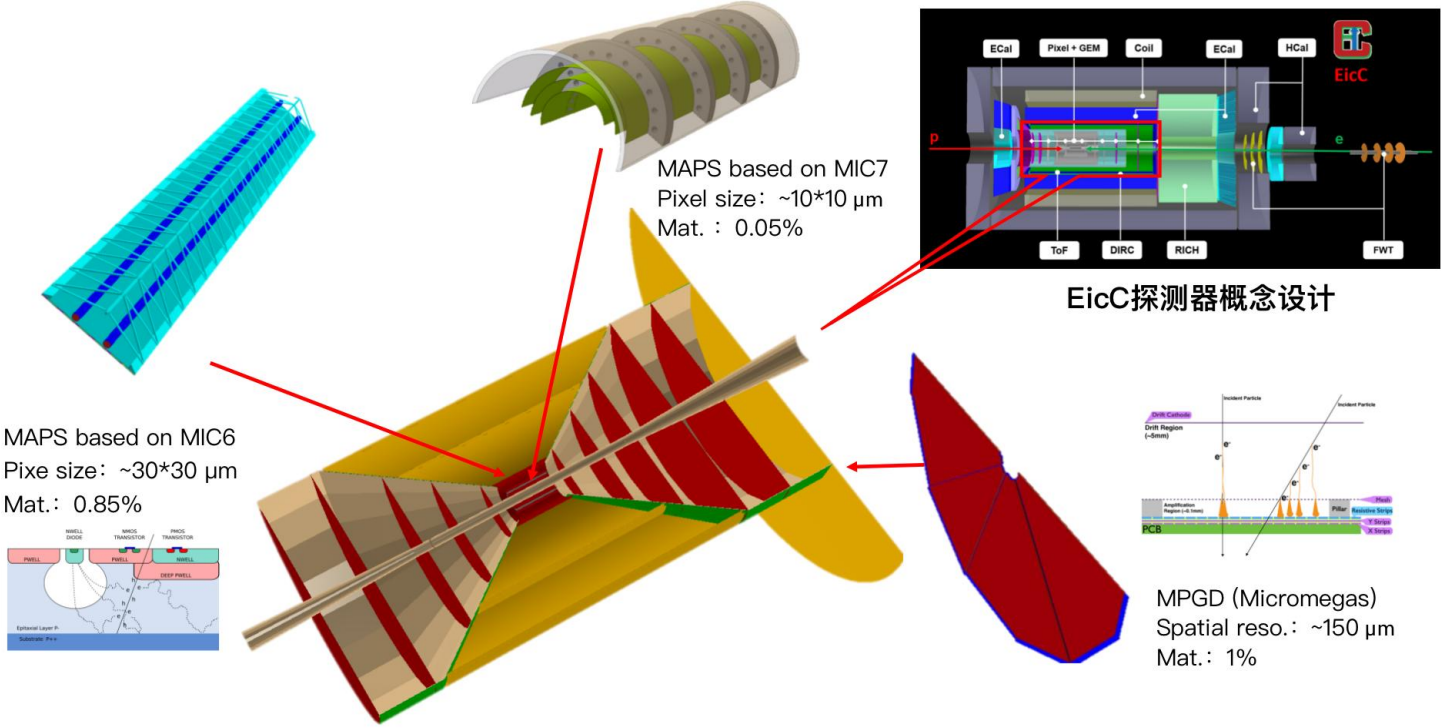 MAPS based on MIC7
Pixel size：~10*10 μm
Mat.：0.05%
ECal
Pixel + GEM
Coil
ECal
HCal
EicC
p
e
ToF
DIRC
RICH
FWT
EicC探测器概念设计
MAPS based on MIC6
Pixe size：~30*30 μm
Mat.：0.85%
NWELL
DIODE
NMOS
TRANSISTOR
PMOS
TRANSISTOR
PWELL
PWELL
NWELL
DEEP PWELL
e
h
e
h
e
h
e
h
Epitaxial Layer P-
Substrate P++
Incident Particle
Incident Particle
Drift Cathode
Drift Region
(~5mm)
e-
e-
e-
e-
e-
e-
Mesh
Amplification
Region (~0.1mm)
Pillar
Resistive Strips
Y Strips
X Strips
PCB
MPGD (Micromegas)
Spatial reso.：~150 μm
Mat.：1%